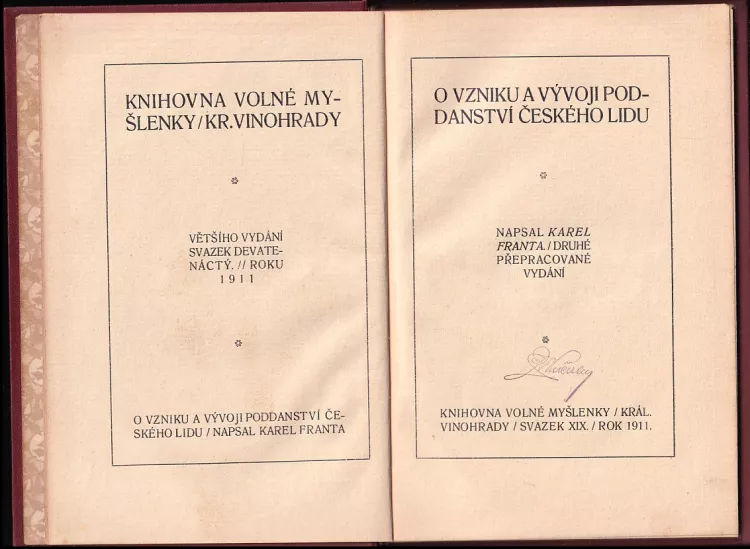 KNIHOVNA VOLNÉ MY-
ŠLENKY/KR. VINOHRADY
VĚTŠÍHO VYDÁNÍ
SVAZEK DEVATE-
NÁCTÝ. // ROKU
1911
O VZNIKU A VÝVOJI PODDANSTVÍ ČE-
SKÉHO LIDU / NAPSAL KAREL FRANTA
O VZNIKU A VÝVOJI POD-
DANSTVÍ ČESKÉHO LIDU
NAPSAL KAREL
FRANTA. / DRUHÉ
PŘEPRACOVANÉ
VYDÁNÍ
KNIHOVNA VOLNÉ MYŠLENKY / KRÁL.
VINOHRADY / SVAZEK XIX. / ROK 1911.